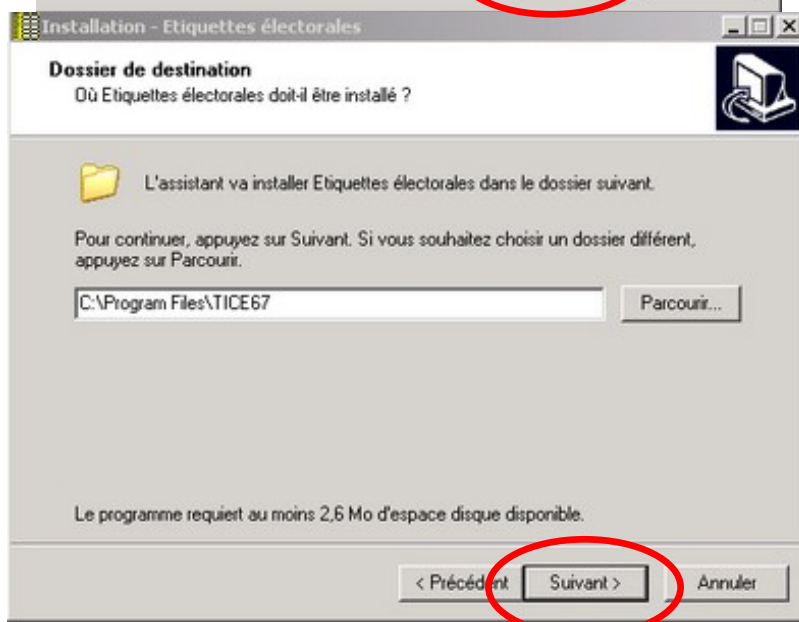 Installation - Etiquettes électorales
Dossier de destination
Où Etiquettes électorales doit-il être installé ?
L'assistant va installer Etiquettes électorales dans le dossier suivant.
Pour continuer, appuyez sur Suivant. Si vous souhaitez choisir un dossier différent,
appuyez sur Parcourir.
C:\Program Files\TICE67
Parcourir...
Le programme requiert au moins 2,6 Mo d'espace disque disponible.
< Précédent Suivant > Annuler